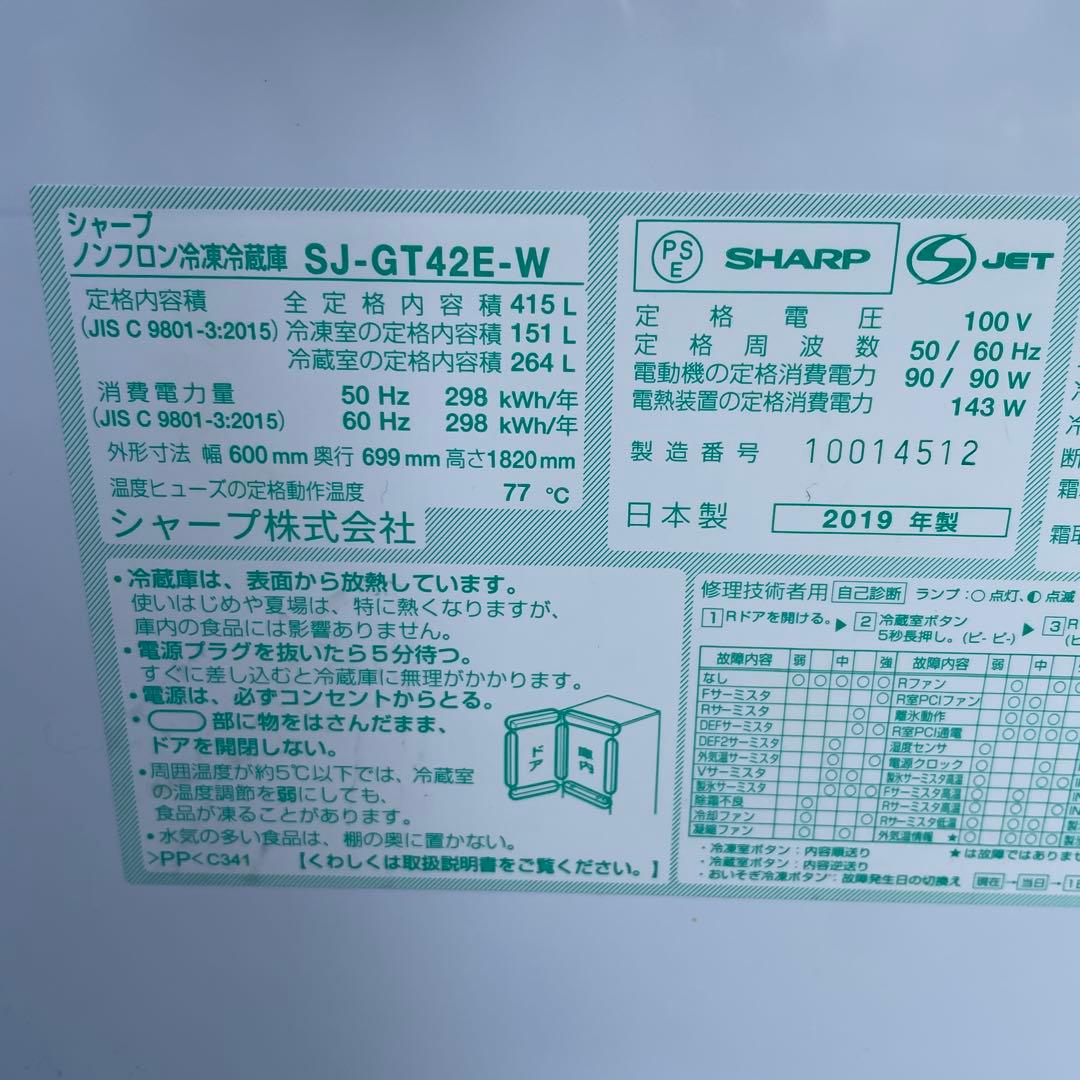 シャープ
ノンフロン冷凍冷蔵庫 SJ-GT42E-W
定格内容積 全定格内容積 415 L
(JIS C 9801-3:2015) 冷凍室の定格内容積 151 L
冷蔵室の定格内容積 264 L
消費電力量 50 Hz 298 kWh/年
(JIS C 9801-3:2015) 60 Hz 298 kWh/年
外形寸法 幅 600 mm 奥行 699 mm 高さ 1820 mm
温度ヒューズの定格動作温度 77 ℃
シャープ株式会社
PS E SHARP S JET
定格電圧 100 V
定格周波数 50 / 60 Hz
電動機の定格消費電力 90 / 90 W
電熱装置の定格消費電力 143 W
製造番号 10014512
日本製 2019 年製
冷
断
霜
霜取
・冷蔵庫は、表面から放熱しています。
使いはじめや夏場は、特に熱くなりますが、
庫内の食品には影響ありません。
・電源プラグを抜いたら5分待つ。
すぐに差し込むと冷蔵庫に無理がかかります。
・電源は、必ずコンセントからとる。
・ 部に物をはさんだまま、
ドアを開閉しない。
ドア 庫内
・周囲温度が約5℃以下では、冷蔵室
の温度調節を弱にしても、
食品が凍ることがあります。
・水気の多い食品は、棚の奥に置かない。
>PP< C341 【くわしくは取扱説明書をご覧ください。】
修理技術者用 自己診断 ランプ:○点灯、◐点滅
1 Rドアを開ける。▶ 2 冷蔵室ボタン 5秒長押し。(ピ-ピ-) ▶ 3 R
故障内容 弱 中 強 故障内容 弱 中
なし ○ ○ ○ ○ ○ Rファン
Fサーミスタ R室PCIファン
Rサーミスタ 離氷動作
DEFサーミスタ R室PCI通電
DEF2サーミスタ 湿度センサ
外気温サーミスタ 電源クロック
Vサーミスタ 製氷サーミスタ高温
製氷サーミスタ Fサーミスタ高温
除霜不良 Rサーミスタ高温
冷却ファン Rサーミスタ低温
凝縮ファン 外気温情報 ★
・冷凍室ボタン:内容順送り ★は故障ではありませ
・冷蔵室ボタン:内容逆送り
・おいそぎ冷凍ボタン:故障発生日の切換え 現在→当日→1日